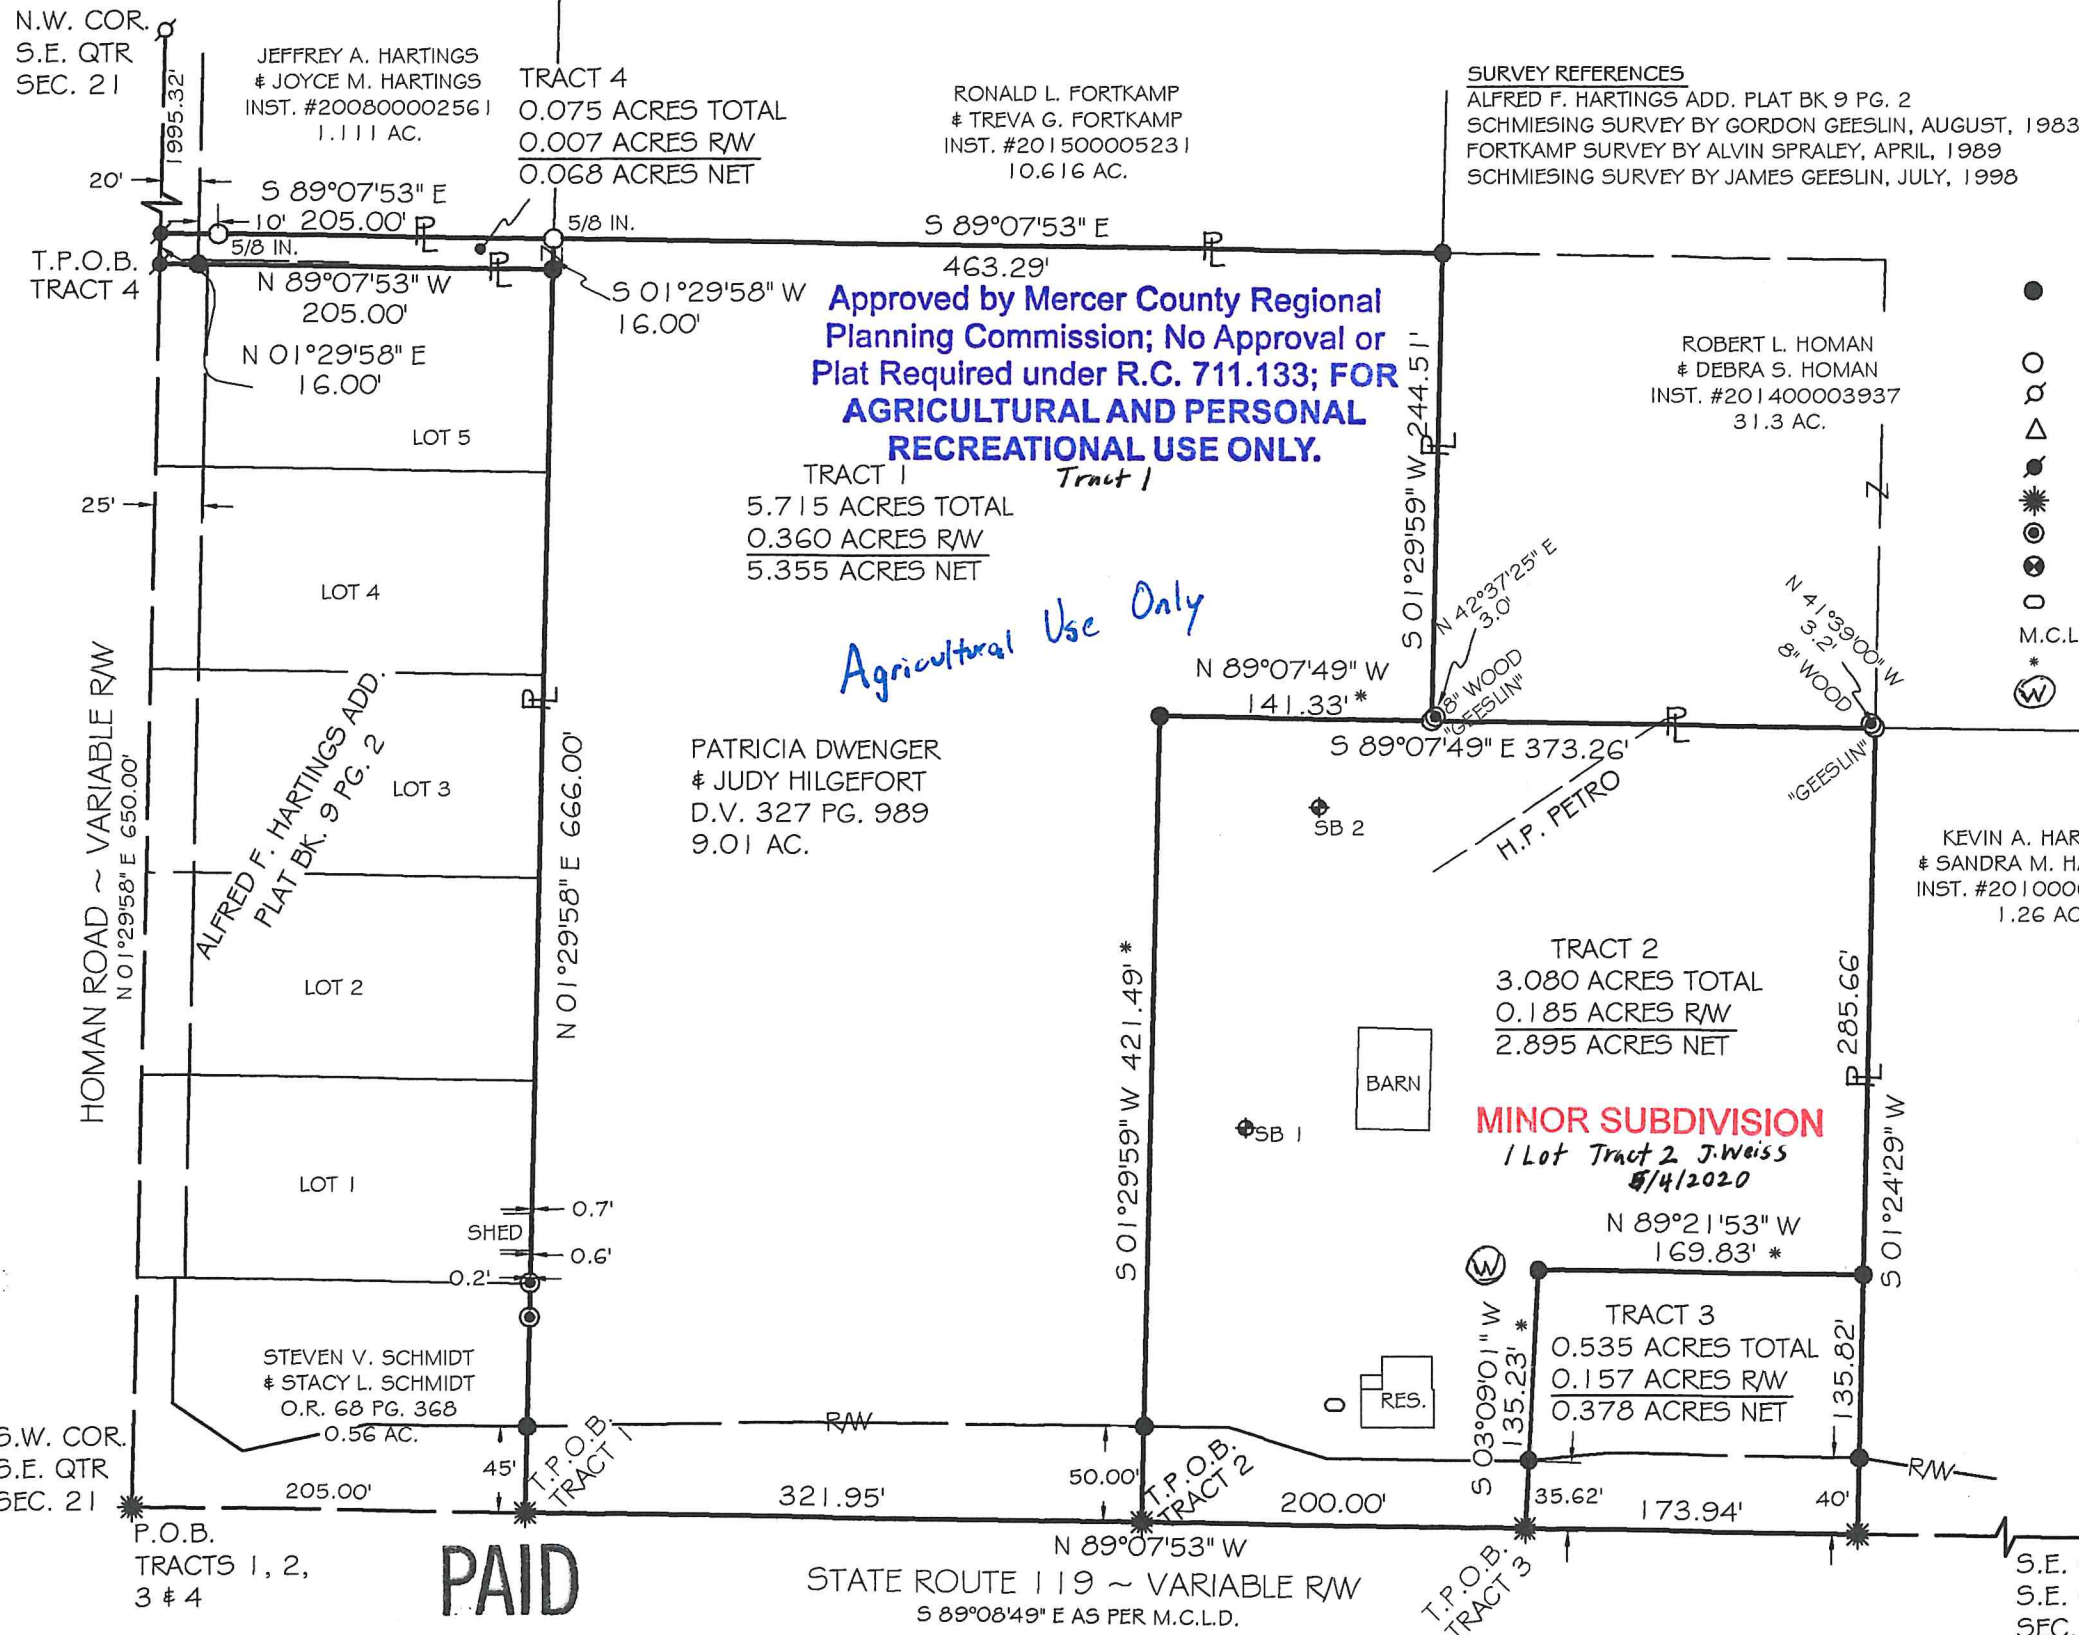 N.W. COR.
S.E. QTR
SEC. 21
1995.32'
JEFFREY A. HARTINGS
& JOYCE M. HARTINGS
INST. #200800002561
1.111 AC.
TRACT 4
0.075 ACRES TOTAL
0.007 ACRES R/W
0.068 ACRES NET
RONALD L. FORTKAMP
& TREVA G. FORTKAMP
INST. #201500005231
10.616 AC.
SURVEY REFERENCES
ALFRED F. HARTINGS ADD. PLAT BK 9 PG. 2
SCHMIESING SURVEY BY GORDON GEESLIN, AUGUST, 1983
FORTKAMP SURVEY BY ALVIN SPRALEY, APRIL, 1989
SCHMIESING SURVEY BY JAMES GEESLIN, JULY, 1998
20'
S 89°07'53" E
10' 205.00'
PL
5/8 IN.
5/8 IN.
S 89°07'53" E
463.29'
PL
T.P.O.B.
TRACT 4
N 89°07'53" W
205.00'
PL
Z
S 01°29'58" W
16.00'
N 01°29'58" E
16.00'
Approved by Mercer County Regional
Planning Commission; No Approval or
Plat Required under R.C. 711.133; FOR
AGRICULTURAL AND PERSONAL
RECREATIONAL USE ONLY.
Tract 1
S 01°29'59" W 244.51'
PL
ROBERT L. HOMAN
& DEBRA S. HOMAN
INST. #201400003937
31.3 AC.
Z
LOT 5
25'
TRACT 1
5.715 ACRES TOTAL
0.360 ACRES R/W
5.355 ACRES NET
Agricultural Use Only
LOT 4
N 42°37'25" E
3.0'
8" WOOD
"GEESLIN"
N 41°39'00" W
3.2'
8" WOOD
"GEESLIN"
M.C.L
*
W
N 89°07'49" W
141.33' *
S 89°07'49" E 373.26'
PL
HOMAN ROAD ~ VARIABLE R/W
N 01°29'58" E 650.00'
ALFRED F. HARTINGS ADD.
PLAT BK. 9 PG. 2
LOT 3
PL
N 01°29'58" E 666.00'
PATRICIA DWENGER
& JUDY HILGEFORT
D.V. 327 PG. 989
9.01 AC.
SB 2
H.P. PETRO
KEVIN A. HAR
& SANDRA M. HA
INST. #201000
1.26 AC
LOT 2
S 01°29'59" W 421.49' *
TRACT 2
3.080 ACRES TOTAL
0.185 ACRES R/W
2.895 ACRES NET
BARN
SB 1
MINOR SUBDIVISION
1 Lot Tract 2 J. Weiss
5/4/2020
285.66'
PL
S 01°24'29" W
LOT 1
0.7'
SHED
0.6'
0.2'
N 89°21'53" W
169.83' *
W
S 03°09'01" W
135.23' *
TRACT 3
0.535 ACRES TOTAL
0.157 ACRES R/W
0.378 ACRES NET
135.82'
RES.
STEVEN V. SCHMIDT
& STACY L. SCHMIDT
O.R. 68 PG. 368
0.56 AC.
S.W. COR.
S.E. QTR
SEC. 21
45'
T.P.O.B.
TRACT 1
R/W
50.00'
T.P.O.B.
TRACT 2
R/W
205.00'
321.95'
200.00'
35.62'
173.94'
40'
P.O.B.
TRACTS 1, 2,
3 & 4
PAID
N 89°07'53" W
STATE ROUTE 119 ~ VARIABLE R/W
S 89°08'49" E AS PER M.C.L.D.
T.P.O.B.
TRACT 3
S.E.
S.E.
SEC.